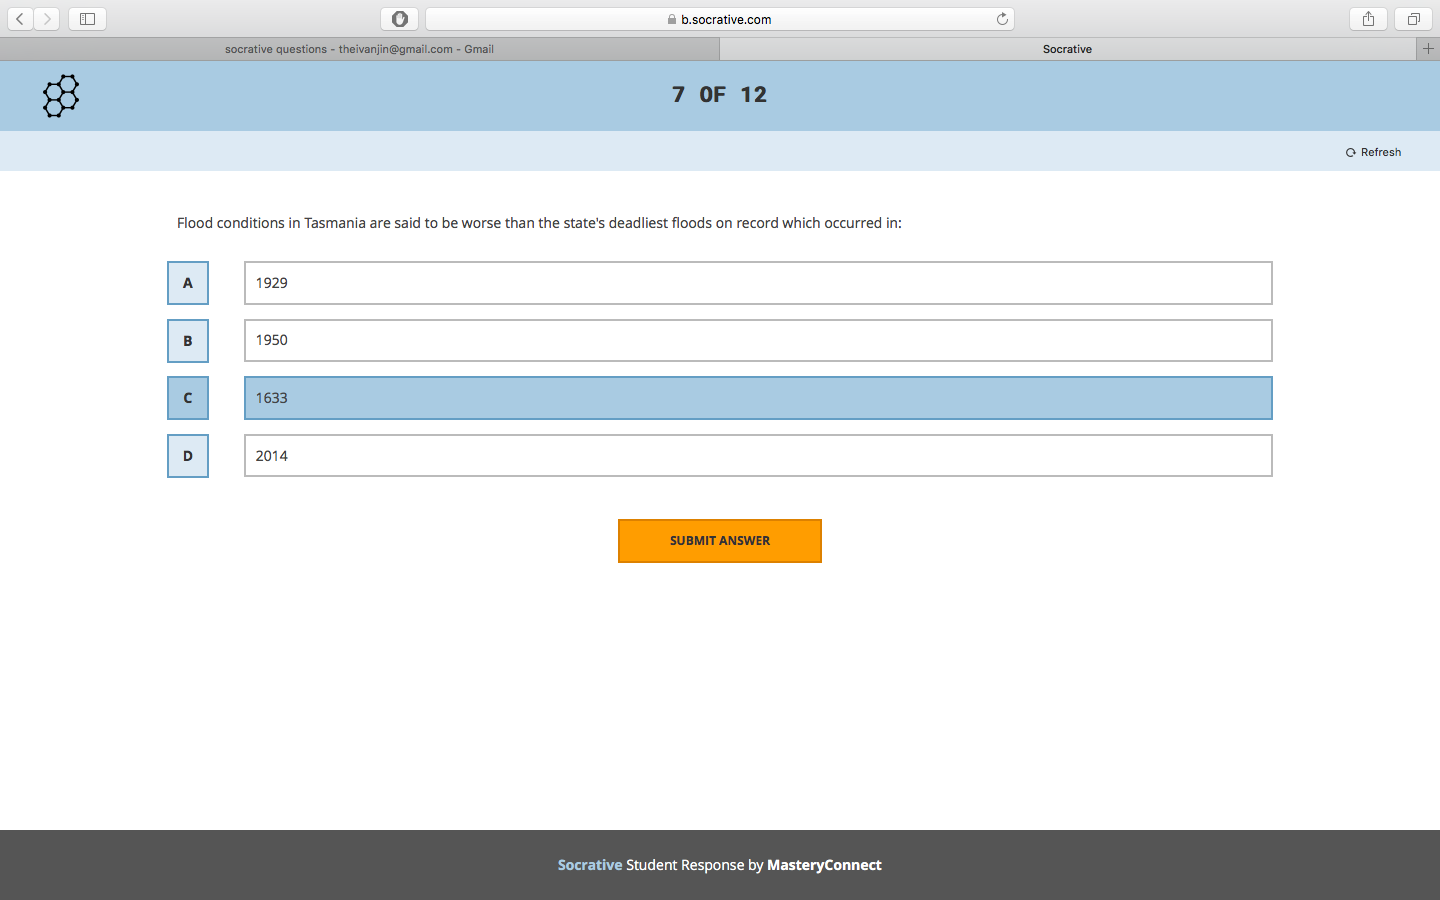 b.socrative.com
socrative questions - theivanjin@gmail.com - Gmail
Socrative
7 OF 12
Refresh
Flood conditions in Tasmania are said to be worse than the state's deadliest floods on record which occurred in:
A 1929
B 1950
C 1633
D 2014
SUBMIT ANSWER
Socrative Student Response by MasteryConnect